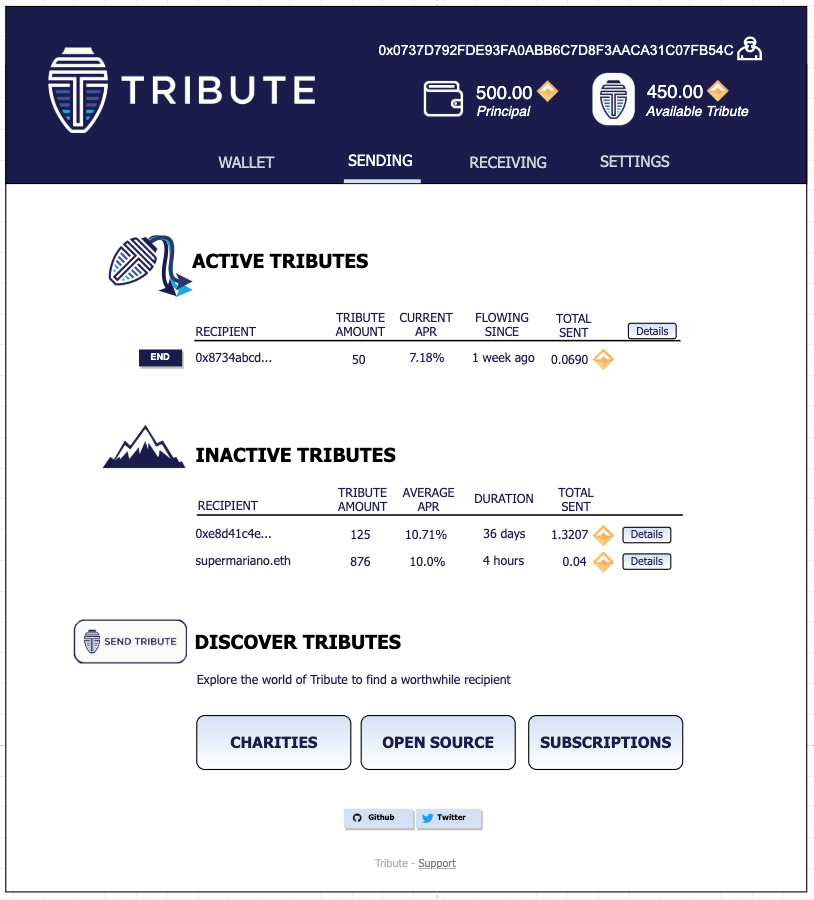 0x0737D792FDE93FA0ABB6C7D8F3AACA31C07FB54C
TRIBUTE
500.00
Principal
450.00
Available Tribute
WALLET SENDING RECEIVING SETTINGS
ACTIVE TRIBUTES
RECIPIENT TRIBUTE AMOUNT CURRENT APR FLOWING SINCE TOTAL SENT Details
END 0x8734abcd... 50 7.18% 1 week ago 0.0690
INACTIVE TRIBUTES
RECIPIENT TRIBUTE AMOUNT AVERAGE APR DURATION TOTAL SENT
0xe8d41c4e... 125 10.71% 36 days 1.3207 Details
supermariano.eth 876 10.0% 4 hours 0.04 Details
SEND TRIBUTE DISCOVER TRIBUTES
Explore the world of Tribute to find a worthwhile recipient
CHARITIES OPEN SOURCE SUBSCRIPTIONS
Github Twitter
Tribute - Support